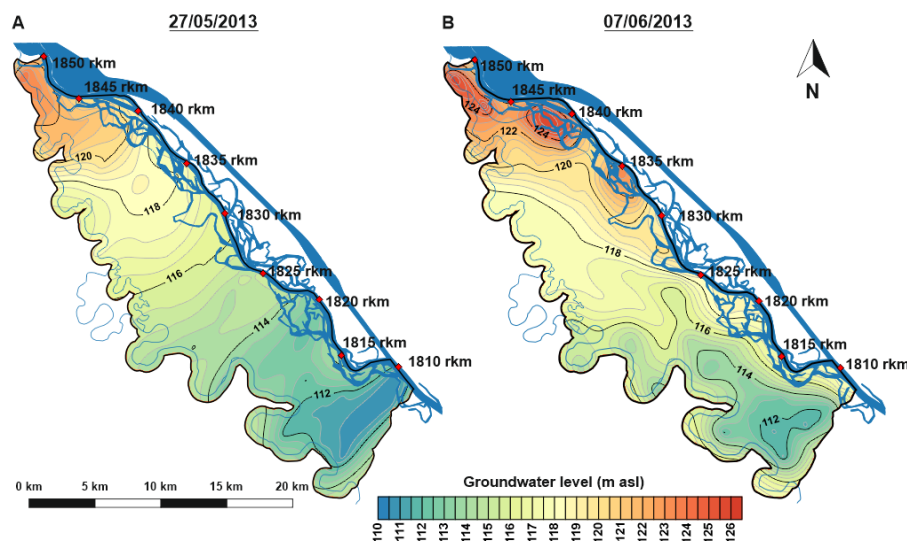 A
27/05/2013
B
07/06/2013
N
1850 rkm
1845 rkm
1840 rkm
1835 rkm
1830 rkm
1825 rkm
1820 rkm
1815 rkm
1810 rkm
120
118
116
114
112
1850 rkm
1845 rkm
1840 rkm
1835 rkm
1830 rkm
1825 rkm
1820 rkm
1815 rkm
1810 rkm
124
124
122
120
118
116
114
112
0 km 5 km 10 km 15 km 20 km
Groundwater level (m asl)
110 111 112 113 114 115 116 117 118 119 120 121 122 123 124 125 126